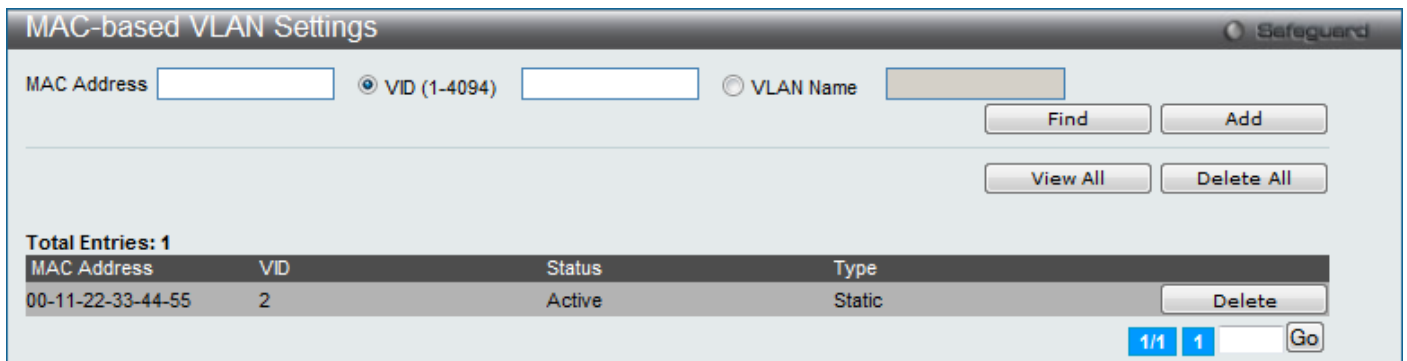 MAC-based VLAN Settings Safeguard
MAC Address VID (1-4094) VLAN Name
Find Add
View All Delete All
Total Entries: 1
MAC Address VID Status Type
00-11-22-33-44-55 2 Active Static Delete
1/1 1 Go